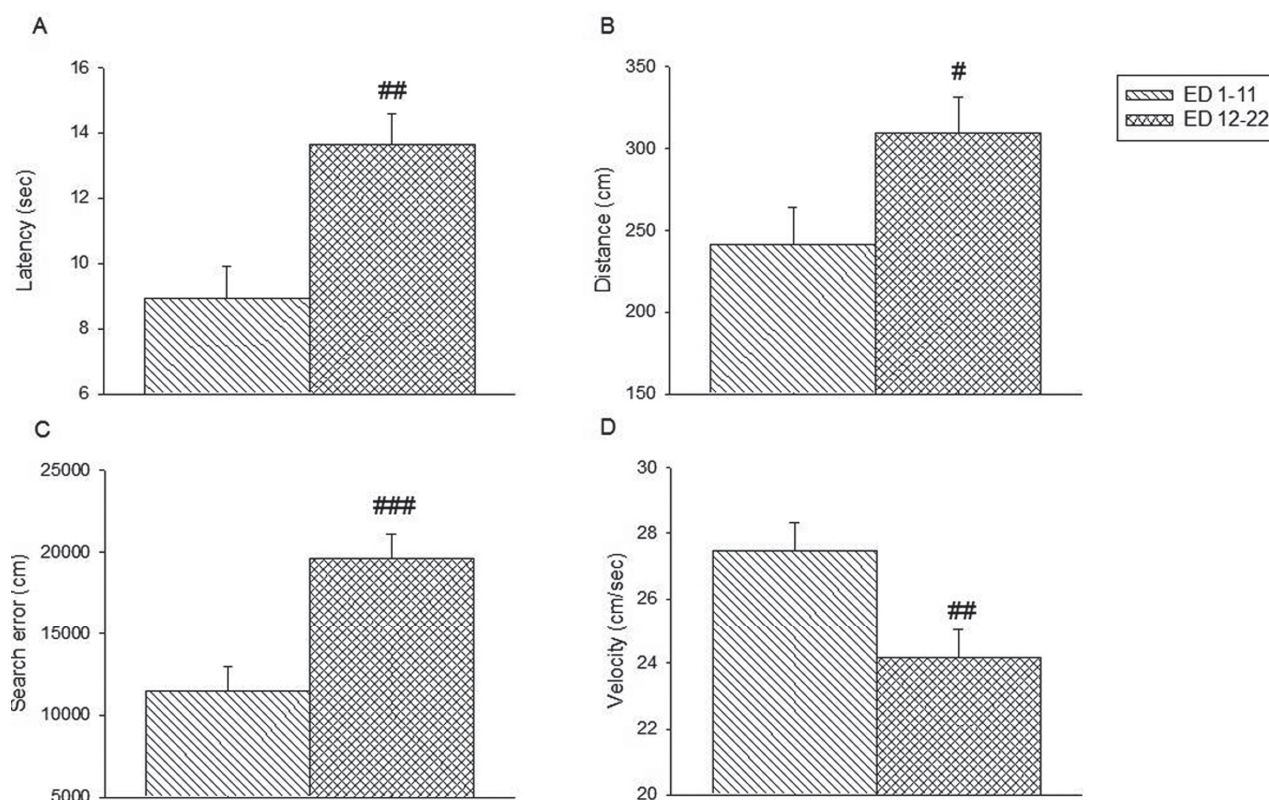 A
Latency (sec)
16
14
12
10
8
6
##
B
Distance (cm)
350
300
250
200
150
#
ED 1-11
ED 12-22
C
Search error (cm)
25000
20000
15000
10000
5000
###
D
Velocity (cm/sec)
30
28
26
24
22
20
##